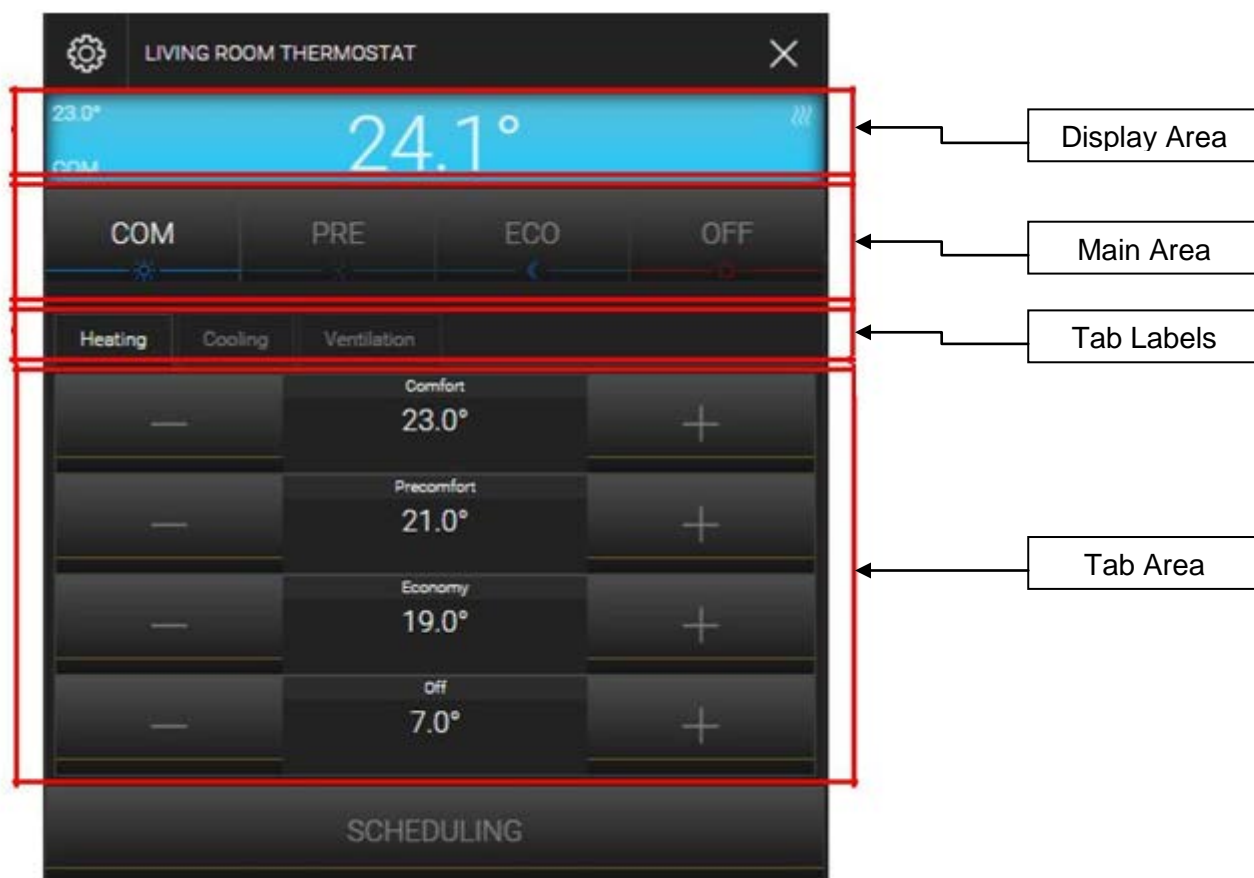 LIVING ROOM THERMOSTAT
23.0°
24.1°
COM
Display Area
COM PRE ECO OFF
Main Area
Heating Cooling Ventilation
Tab Labels
Comfort
− 23.0° +
Precomfort
− 21.0° +
Economy
− 19.0° +
Tab Area
Off
− 7.0° +
SCHEDULING